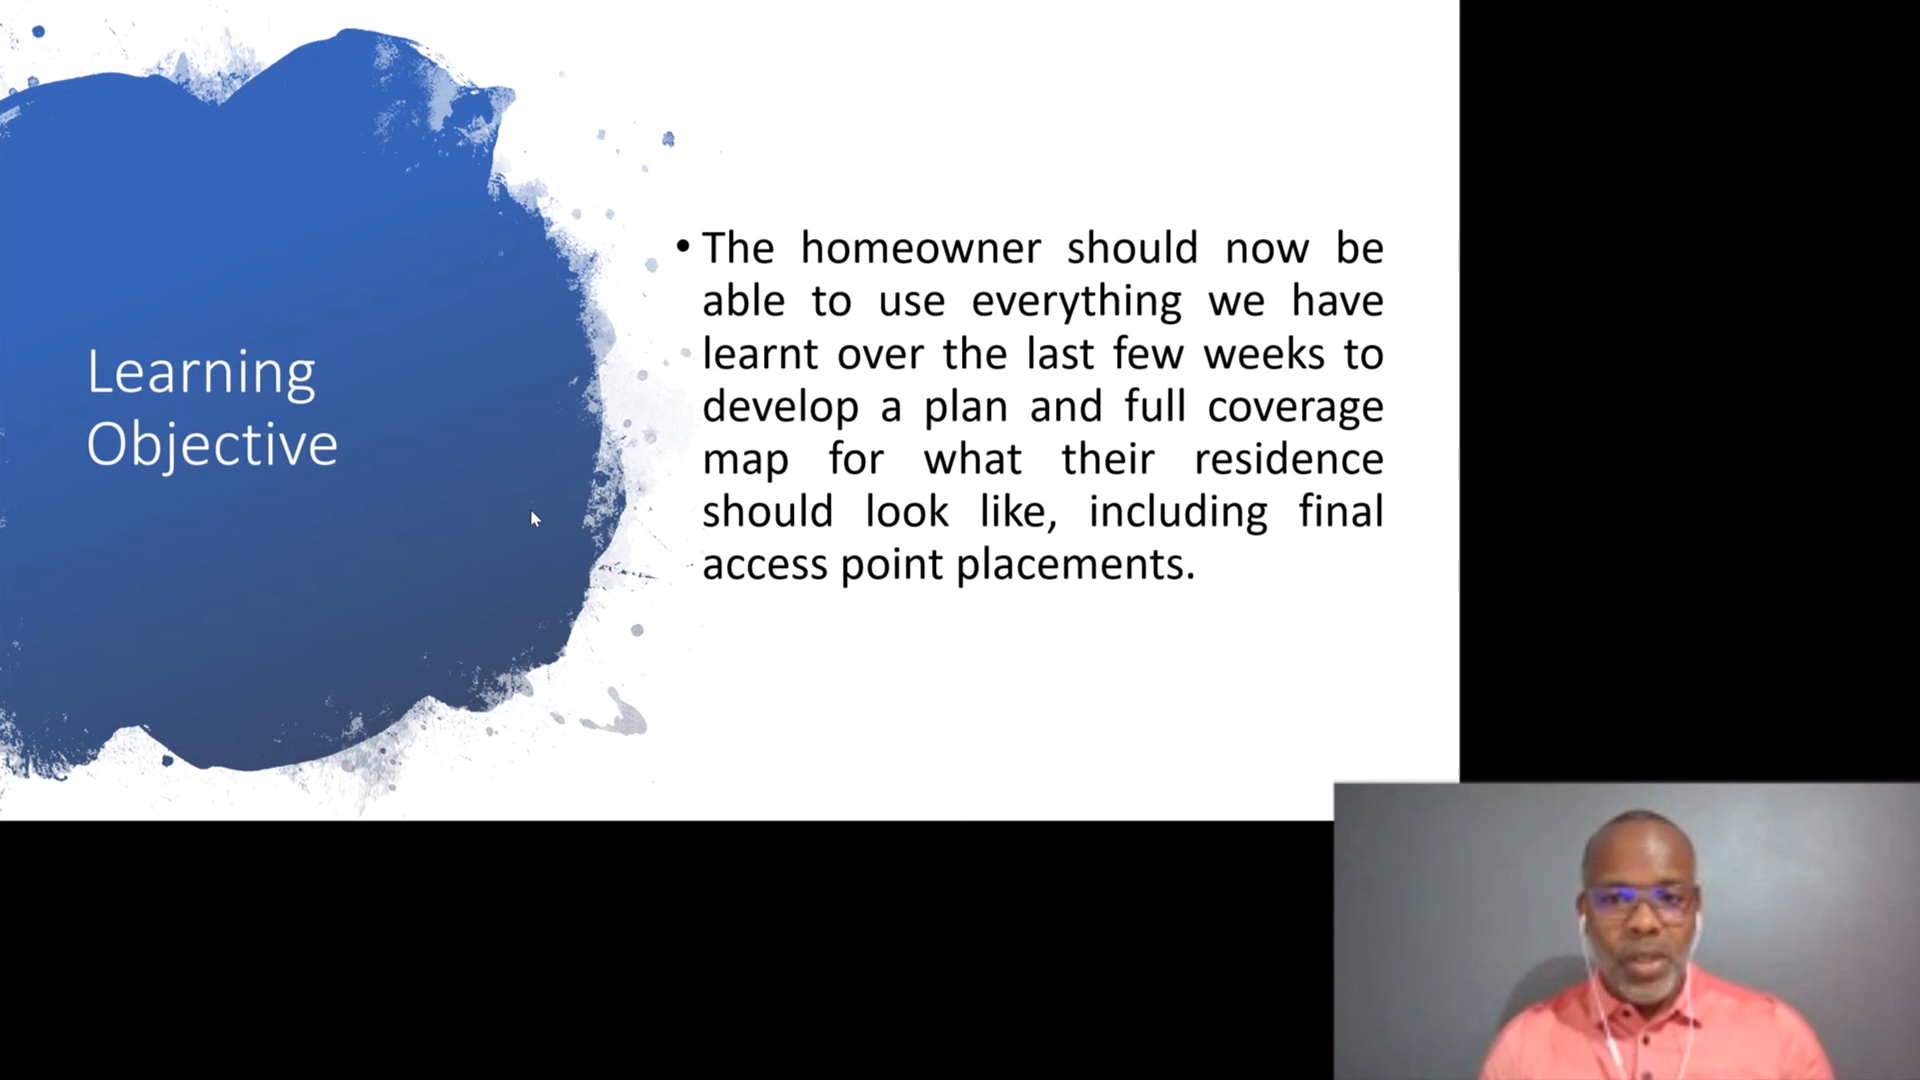 Learning
Objective
• The homeowner should now be
able to use everything we have
learnt over the last few weeks to
develop a plan and full coverage
map for what their residence
should look like, including final
access point placements.